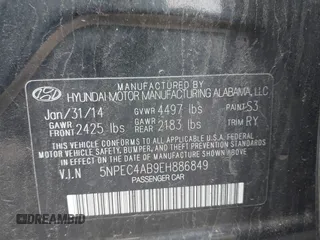 MANUFACTURED BY
HYUNDAI MOTOR MANUFACTURING ALABAMA, LLC
Jan/31/14 GVWR 4497 lbs PAINT S3
GAWR FRONT 2425 lbs GAWR REAR 2183 lbs TRIM RY
THIS VEHICLE CONFORMS TO ALL APPLICABLE U.S.A FEDERAL
MOTOR VEHICLE SAFETY, BUMPER, AND THEFT PREVENTION
STANDARDS IN EFFECT ON THE DATE OF MANUFACTURE
SHOWN ABOVE.
V.I.N 5NPEC4AB9EH886849
PASSENGER CAR
DREAMBID